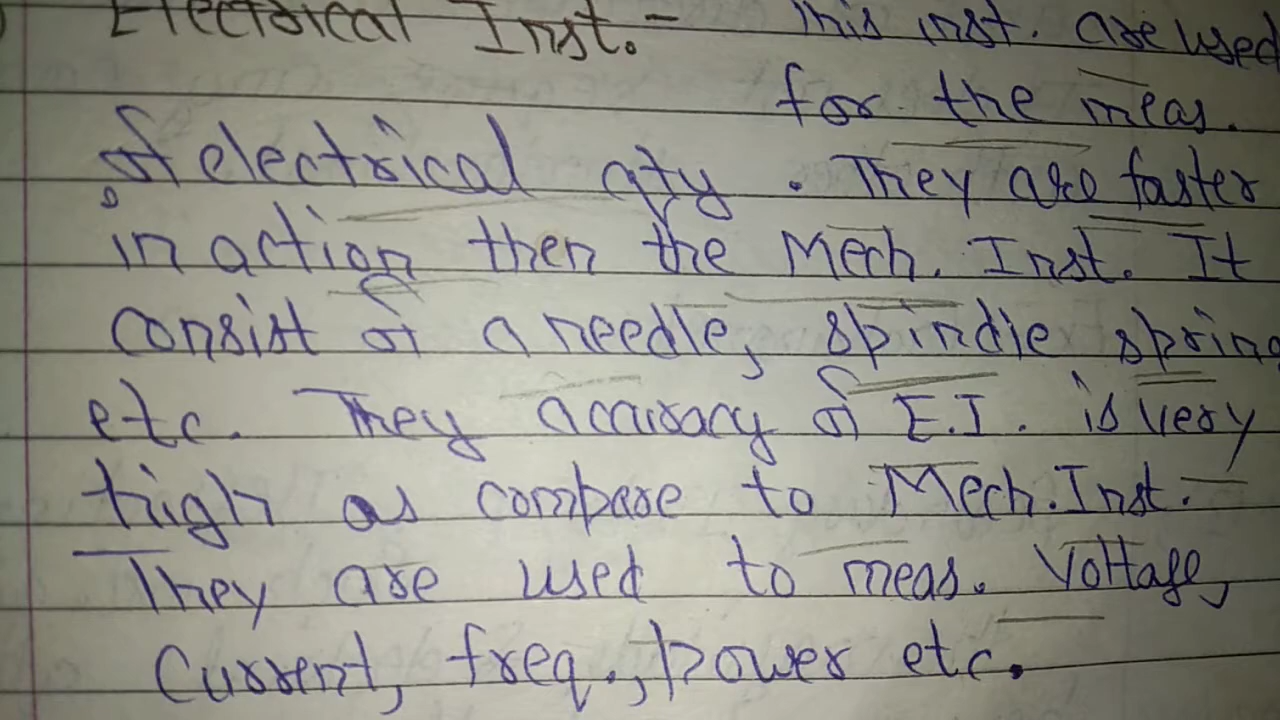 Electrical Inst. - This inst. are used
for the meas.
of electrical qty. They are faster
in action then the Mech. Inst. It
consist of a needle, spindle spring
etc. They accuracy of E.I. is very
high as compare to Mech. Inst.
They are used to meas. Voltage,
Current, freq., power etc.